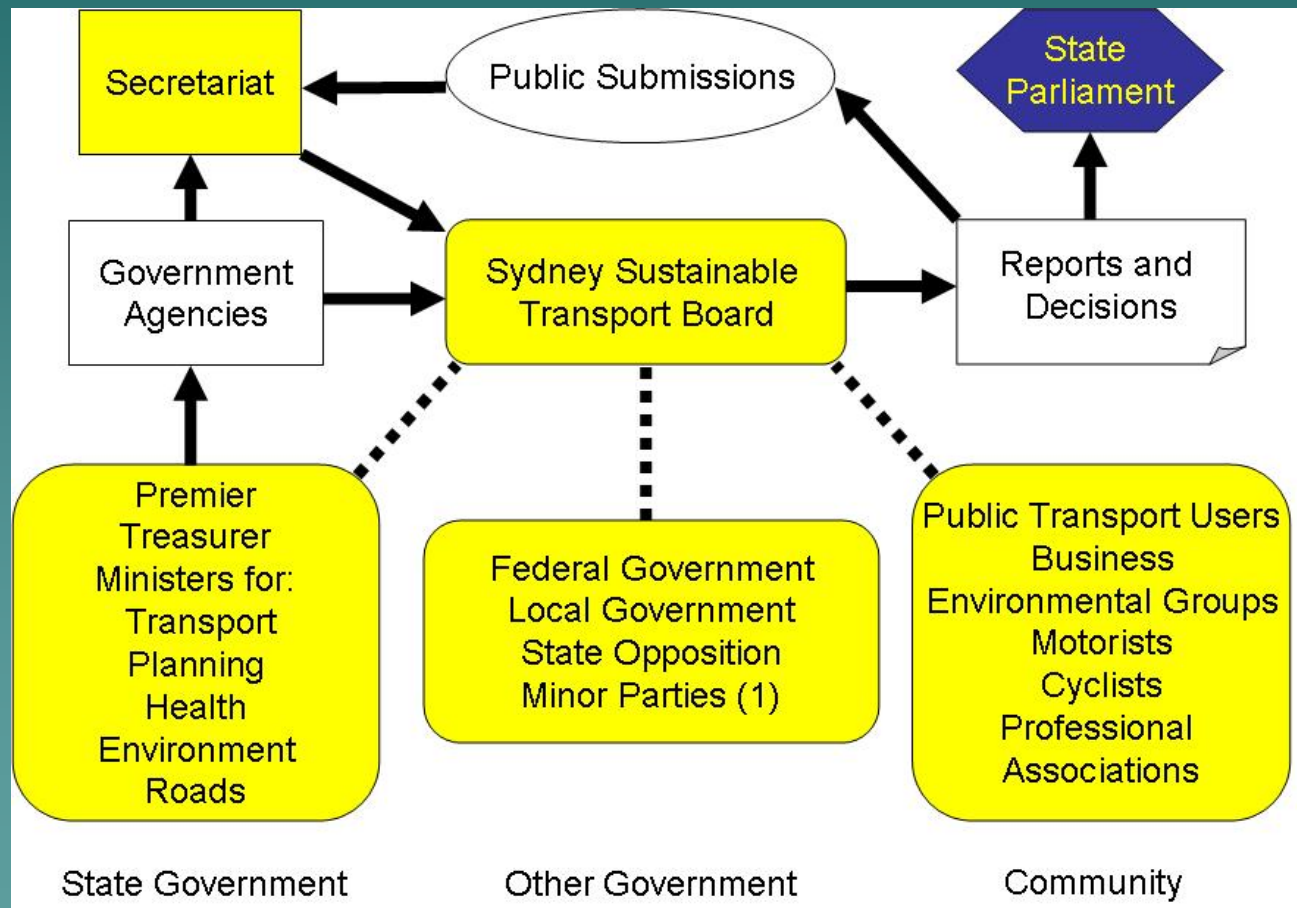 Secretariat
Public Submissions
State
Parliament
Government
Agencies
Sydney Sustainable
Transport Board
Reports and
Decisions
Premier
Treasurer
Ministers for:
Transport
Planning
Health
Environment
Roads
Federal Government
Local Government
State Opposition
Minor Parties (1)
Public Transport Users
Business
Environmental Groups
Motorists
Cyclists
Professional
Associations
State Government
Other Government
Community